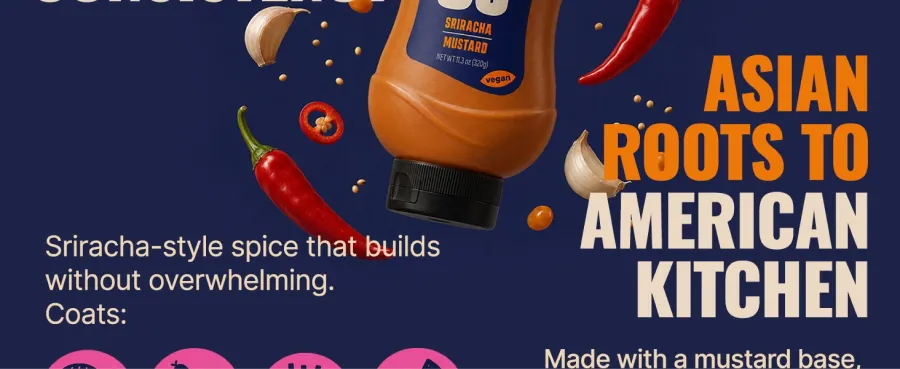 SRIRACHA
MUSTARD
NET WT 11.3 oz (320g)
vegan
ASIAN
ROOTS TO
AMERICAN
KITCHEN
Sriracha-style spice that builds
without overwhelming.
Coats:
Made with a mustard base,